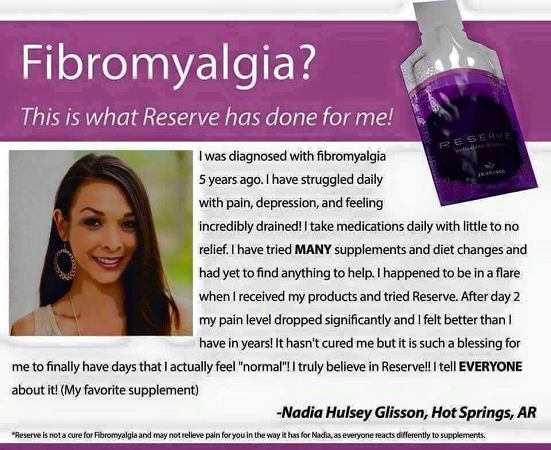 Fibromyalgia?
This is what Reserve has done for me!
RESERVE
JEUNESSE
I was diagnosed with fibromyalgia
5 years ago. I have struggled daily
with pain, depression, and feeling
incredibly drained! I take medications daily with little to no
relief. I have tried MANY supplements and diet changes and
had yet to find anything to help. I happened to be in a flare
when I received my products and tried Reserve. After day 2
my pain level dropped significantly and I felt better than I
have in years! It hasn't cured me but it is such a blessing for
me to finally have days that I actually feel "normal"! I truly believe in Reserve!! I tell EVERYONE
about it! (My favorite supplement)
-Nadia Hulsey Glisson, Hot Springs, AR
*Reserve is not a cure for Fibromyalgia and may not relieve pain for you in the way it has for Nadia, as everyone reacts differently to supplements.